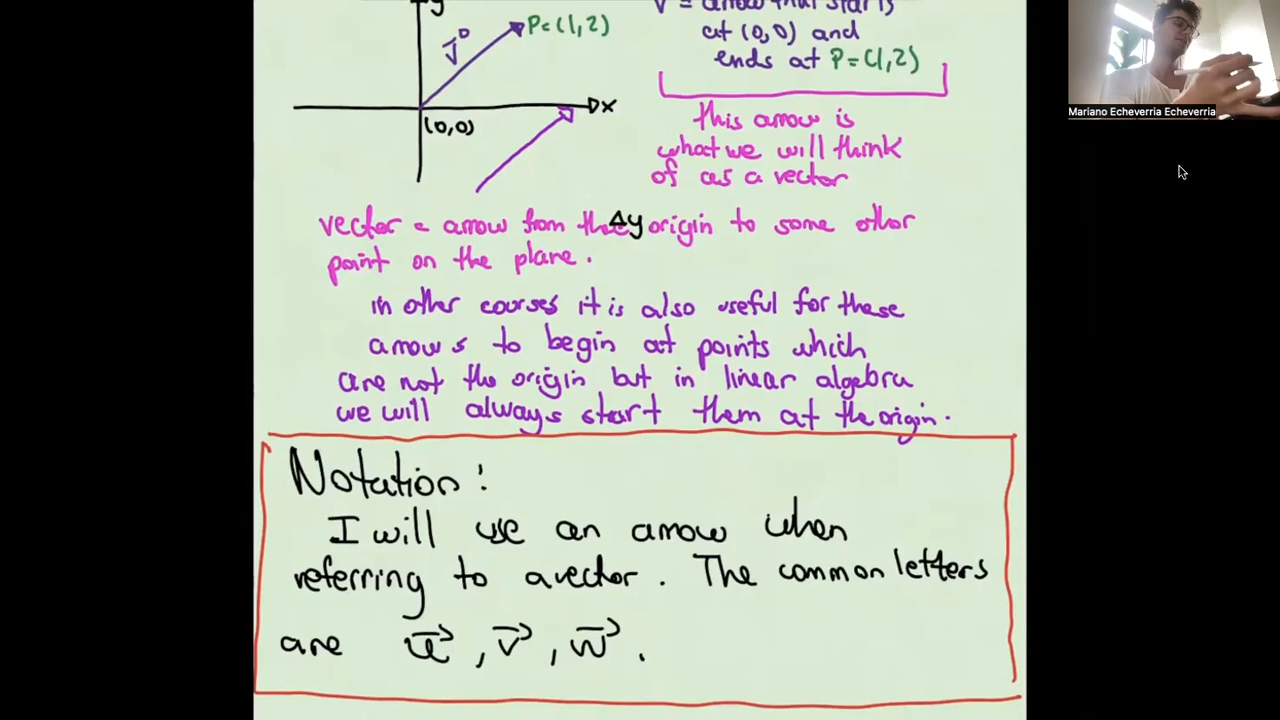 y
P=(1,2)
v
x
(0,0)
v = arrow that starts
at (0,0) and
ends at P=(1,2)
this arrow is
what we will think
of as a vector
Mariano Echeverria Echeverria
vector = arrow from the Δy origin to some other
point on the plane.
in other courses it is also useful for these
arrows to begin at points which
are not the origin but in linear algebra
we will always start them at the origin.
Notation:
I will use an arrow when
referring to a vector. The common letters
are u⃗, v⃗, w⃗.